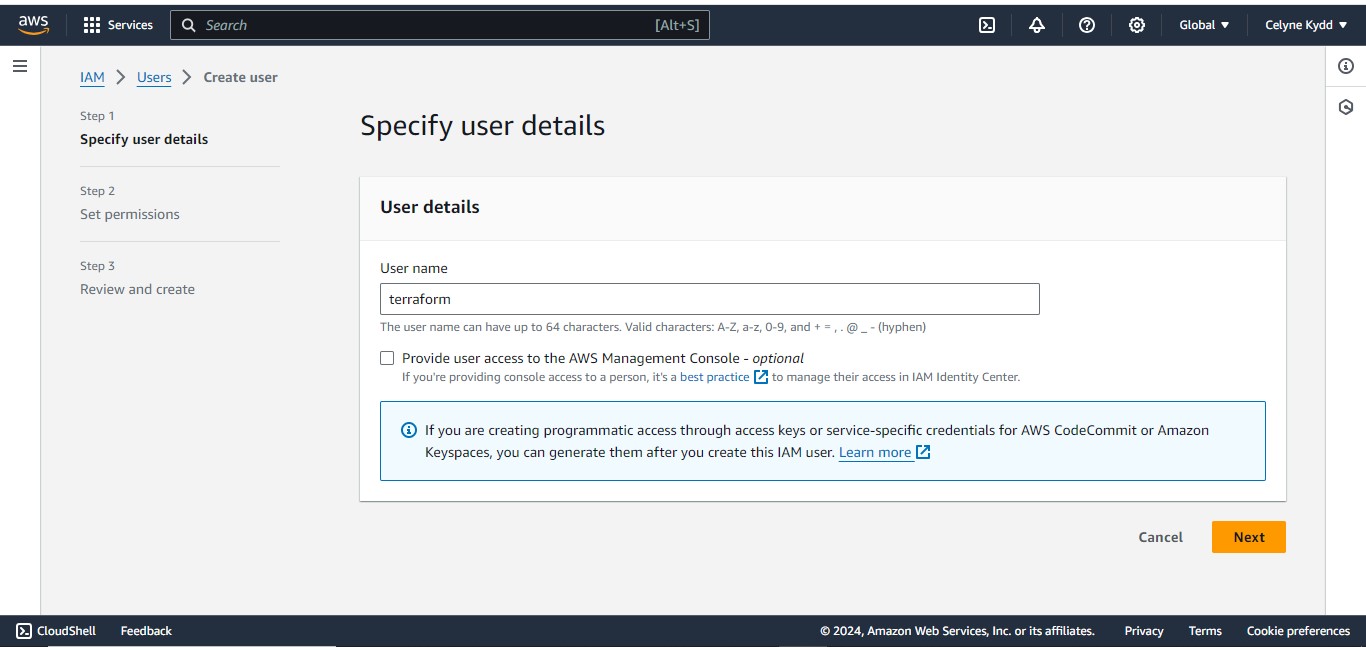 aws
Services
Search
[Alt+S]
Global
Celyne Kydd
IAM
Users
Create user
Step 1
Specify user details
Step 2
Set permissions
Step 3
Review and create
Specify user details
User details
User name
terraform
The user name can have up to 64 characters. Valid characters: A-Z, a-z, 0-9, and + = , . @ _ - (hyphen)
Provide user access to the AWS Management Console - optional
If you're providing console access to a person, it's a best practice to manage their access in IAM Identity Center.
If you are creating programmatic access through access keys or service-specific credentials for AWS CodeCommit or Amazon
Keyspaces, you can generate them after you create this IAM user. Learn more
Cancel
Next
CloudShell
Feedback
© 2024, Amazon Web Services, Inc. or its affiliates.
Privacy
Terms
Cookie preferences